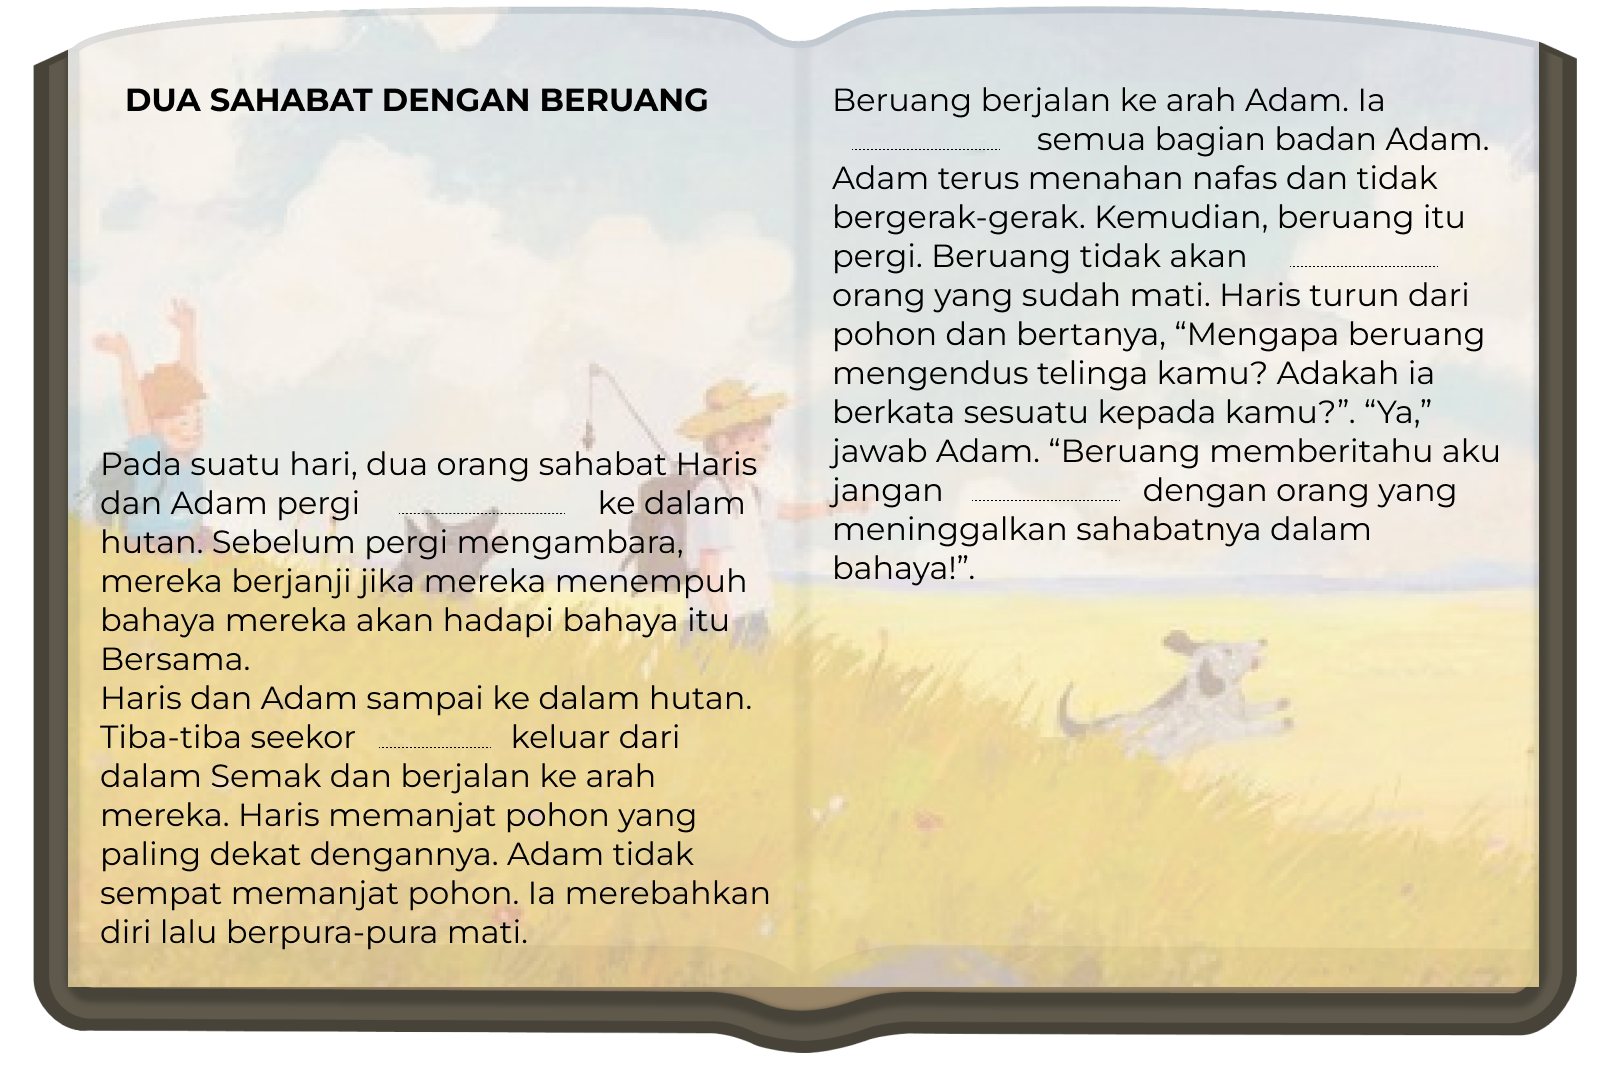 DUA SAHABAT DENGAN BERUANG
Pada suatu hari, dua orang sahabat Haris
dan Adam pergi ........................ ke dalam
hutan. Sebelum pergi mengambara,
mereka berjanji jika mereka menempuh
bahaya mereka akan hadapi bahaya itu
Bersama.
Haris dan Adam sampai ke dalam hutan.
Tiba-tiba seekor ................ keluar dari
dalam Semak dan berjalan ke arah
mereka. Haris memanjat pohon yang
paling dekat dengannya. Adam tidak
sempat memanjat pohon. Ia merebahkan
diri lalu berpura-pura mati.
Beruang berjalan ke arah Adam. Ia
..................... semua bagian badan Adam.
Adam terus menahan nafas dan tidak
bergerak-gerak. Kemudian, beruang itu
pergi. Beruang tidak akan .....................
orang yang sudah mati. Haris turun dari
pohon dan bertanya, “Mengapa beruang
mengendus telinga kamu? Adakah ia
berkata sesuatu kepada kamu?”. “Ya,”
jawab Adam. “Beruang memberitahu aku
jangan ..................... dengan orang yang
meninggalkan sahabatnya dalam
bahaya!”.